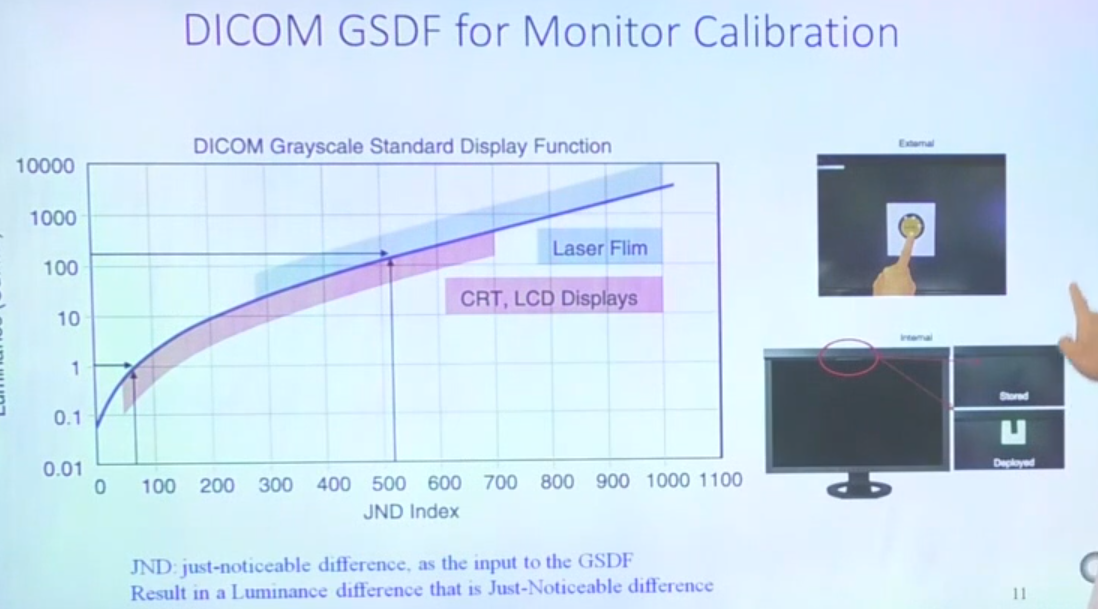 DICOM GSDF for Monitor Calibration
DICOM Grayscale Standard Display Function
10000
1000
100
10
1
0.1
0.01
0 100 200 300 400 500 600 700 800 900 1000 1100
JND Index
Laser Flim
CRT, LCD Displays
External
Internal
Stored
Deployed
JND: just-noticeable difference, as the input to the GSDF
Result in a Luminance difference that is Just-Noticeable difference
11